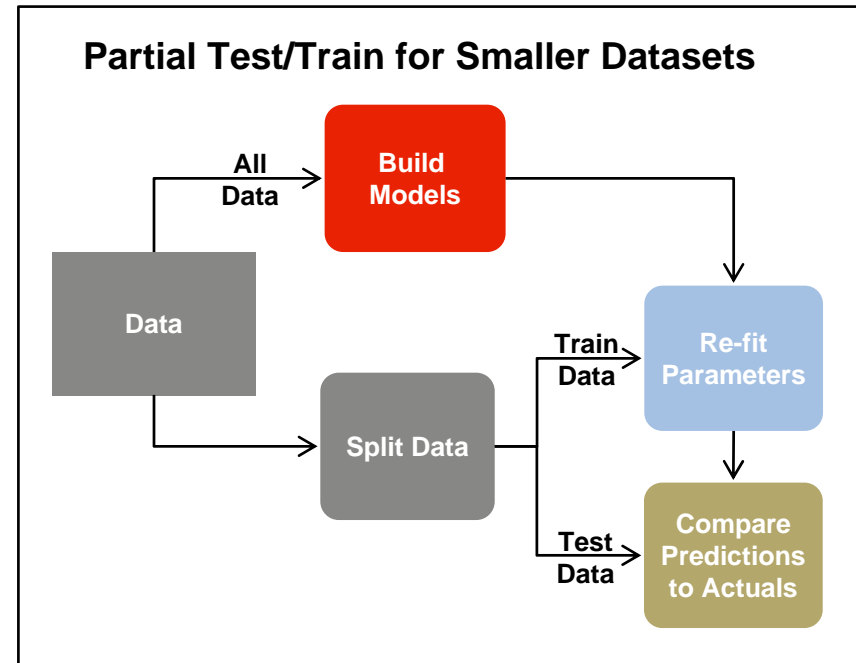 Partial Test/Train for Smaller Datasets
All
Data
Build
Models
Data
Train
Data
Re-fit
Parameters
Split Data
Test
Data
Compare
Predictions
to Actuals